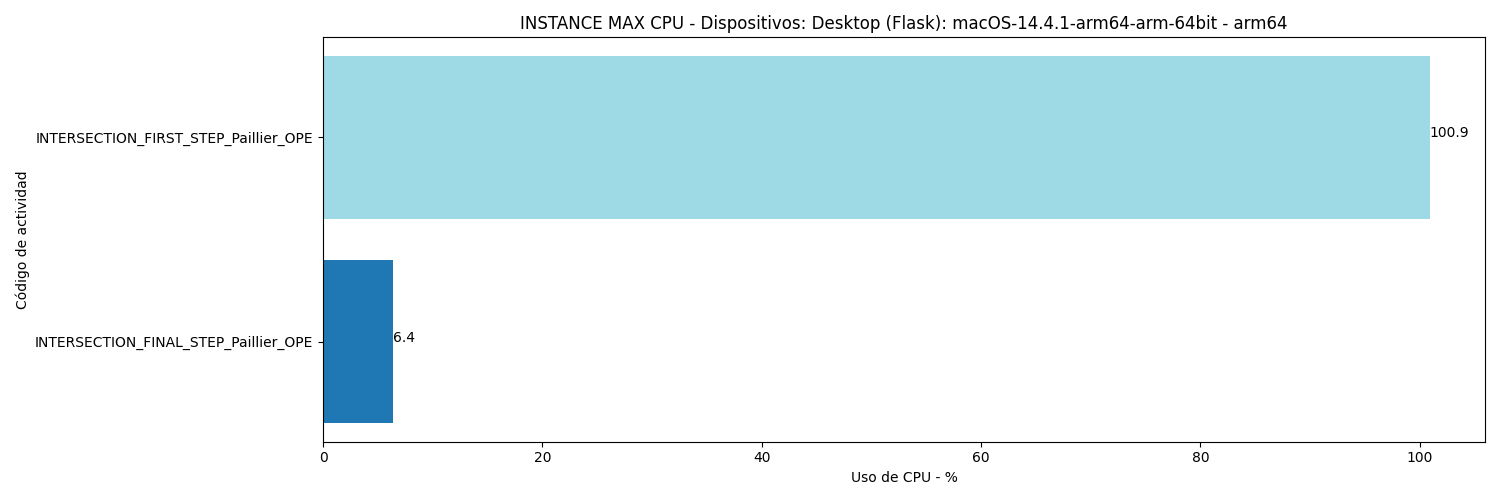 INSTANCE MAX CPU - Dispositivos: Desktop (Flask): macOS-14.4.1-arm64-arm-64bit - arm64
Código de actividad
INTERSECTION_FIRST_STEP_Paillier_OPE
100.9
INTERSECTION_FINAL_STEP_Paillier_OPE
6.4
0 20 40 60 80 100
Uso de CPU - %